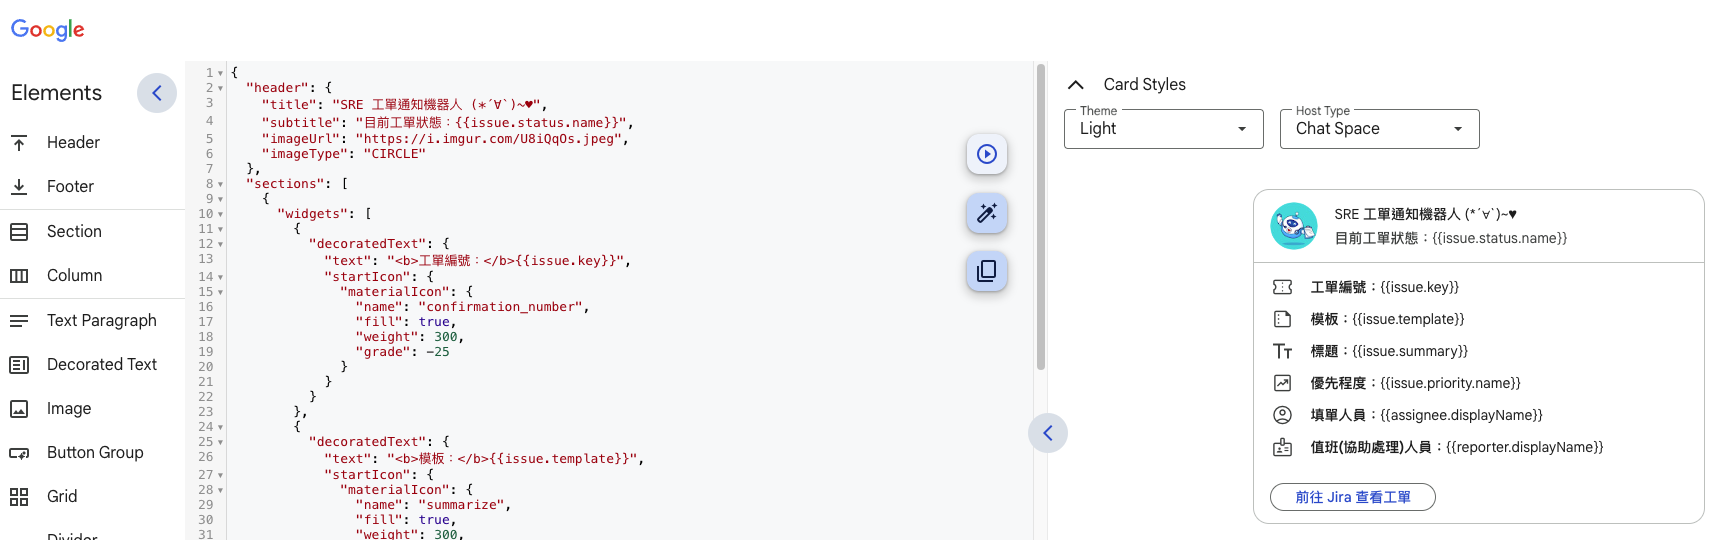 Google
Elements
Header
Footer
Section
Column
Text Paragraph
Decorated Text
Image
Button Group
Grid
Divider
1 {
2 "header": {
3 "title": "SRE 工單通知機器人 (*´∀`)~♥",
4 "subtitle": "目前工單狀態：{{issue.status.name}}",
5 "imageUrl": "https://i.imgur.com/U8iQqOs.jpeg",
6 "imageType": "CIRCLE"
7 },
8 "sections": [
9 {
10 "widgets": [
11 {
12 "decoratedText": {
13 "text": "<b>工單編號：</b>{{issue.key}}",
14 "startIcon": {
15 "materialIcon": {
16 "name": "confirmation_number",
17 "fill": true,
18 "weight": 300,
19 "grade": -25
20 }
21 }
22 }
23 },
24 {
25 "decoratedText": {
26 "text": "<b>模板：</b>{{issue.template}}",
27 "startIcon": {
28 "materialIcon": {
29 "name": "summarize",
30 "fill": true,
31 "weight": 300,
Card Styles
Theme
Light
Host Type
Chat Space
SRE 工單通知機器人 (*´∀`)~♥
目前工單狀態：{{issue.status.name}}
工單編號：{{issue.key}}
模板：{{issue.template}}
標題：{{issue.summary}}
優先程度：{{issue.priority.name}}
填單人員：{{assignee.displayName}}
值班(協助處理)人員：{{reporter.displayName}}
前往 Jira 查看工單